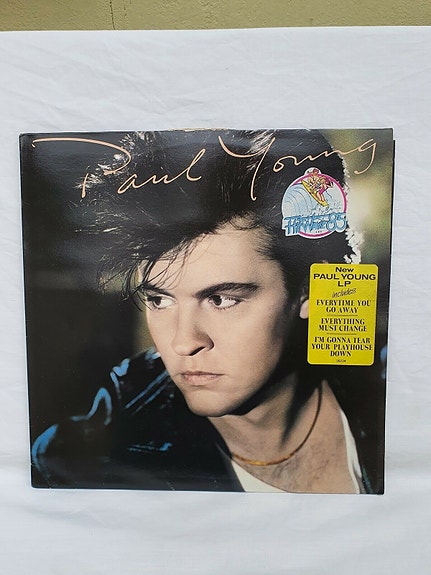 Paul Young
New
PAUL YOUNG
LP
includes
EVERYTIME YOU
GO AWAY
EVERYTHING
MUST CHANGE
I'M GONNA TEAR
YOUR PLAYHOUSE
DOWN